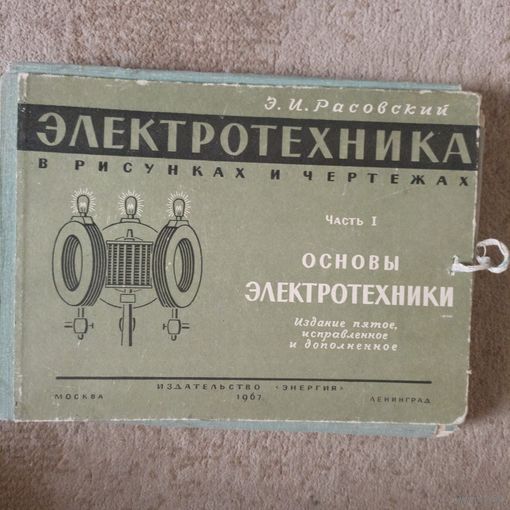 Э. И. Расовский
ЭЛЕКТРОТЕХНИКА
В РИСУНКАХ И ЧЕРТЕЖАХ
ЧАСТЬ I
ОСНОВЫ
ЭЛЕКТРОТЕХНИКИ
Издание пятое,
исправленное
и дополненное
ИЗДАТЕЛЬСТВО «ЭНЕРГИЯ»
МОСКВА 1967 ЛЕНИНГРАД